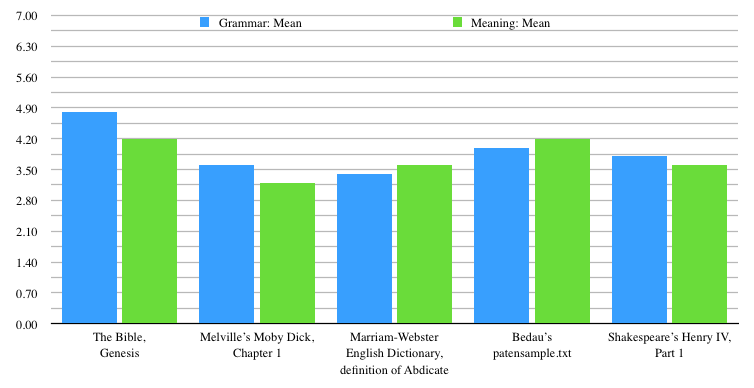 7.00
Grammar: Mean
Meaning: Mean
6.30
5.60
4.90
4.20
3.50
2.80
2.10
1.40
0.70
0.00
The Bible,
Genesis
Melville's Moby Dick,
Chapter 1
Marriam-Webster
English Dictionary,
definition of Abdicate
Bedau's
patensample.txt
Shakespeare's Henry IV,
Part 1